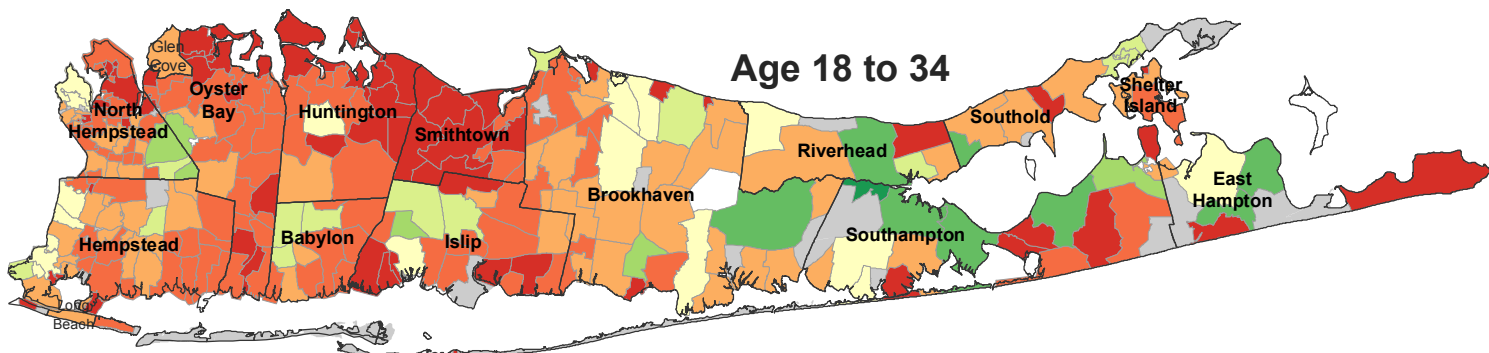 Age 18 to 34
Glen
Cove
Oyster
Bay
North
Hempstead
Huntington
Smithtown
Shelter
Island
Southold
Riverhead
Brookhaven
East
Hampton
Southampton
Hempstead
Babylon
Islip
Long
Beach